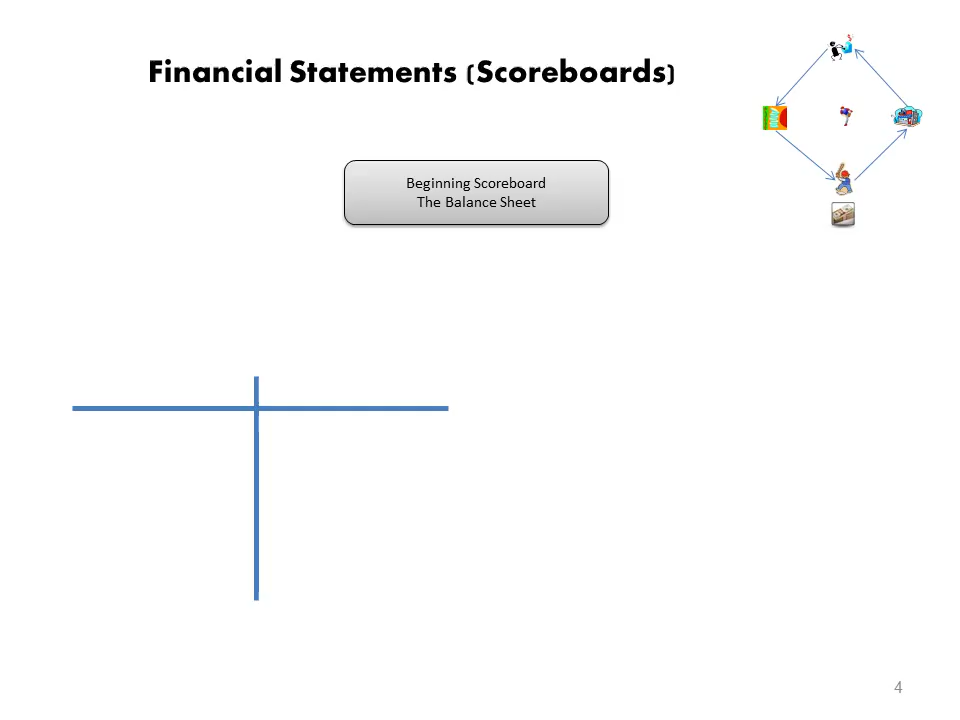 Financial Statements (Scoreboards)
Beginning Scoreboard
The Balance Sheet
4